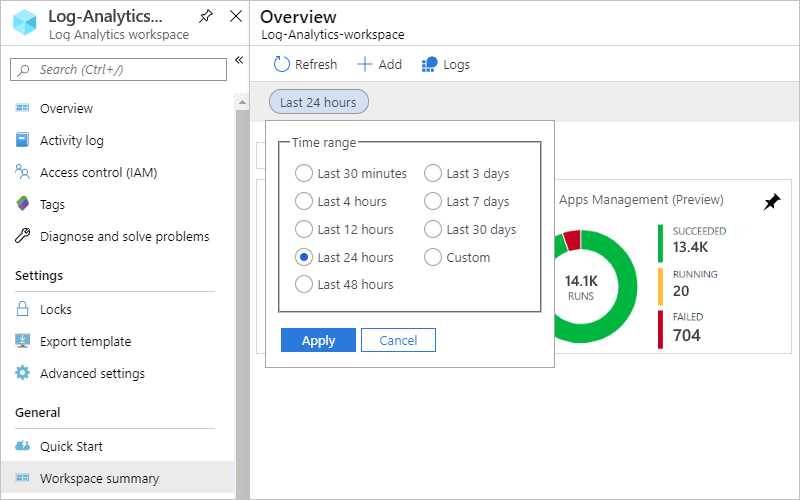 Log-Analytics...
Log Analytics workspace
Search (Ctrl+/)
«
Overview
Activity log
Access control (IAM)
Tags
Diagnose and solve problems
Settings
Locks
Export template
Advanced settings
General
Quick Start
Workspace summary
Overview
Log-Analytics-workspace
Refresh
Add
Logs
Last 24 hours
Time range
Last 30 minutes
Last 4 hours
Last 12 hours
Last 24 hours
Last 48 hours
Last 3 days
Last 7 days
Last 30 days
Custom
Apply
Cancel
Apps Management (Preview)
14.1K
RUNS
SUCCEEDED
13.4K
RUNNING
20
FAILED
704